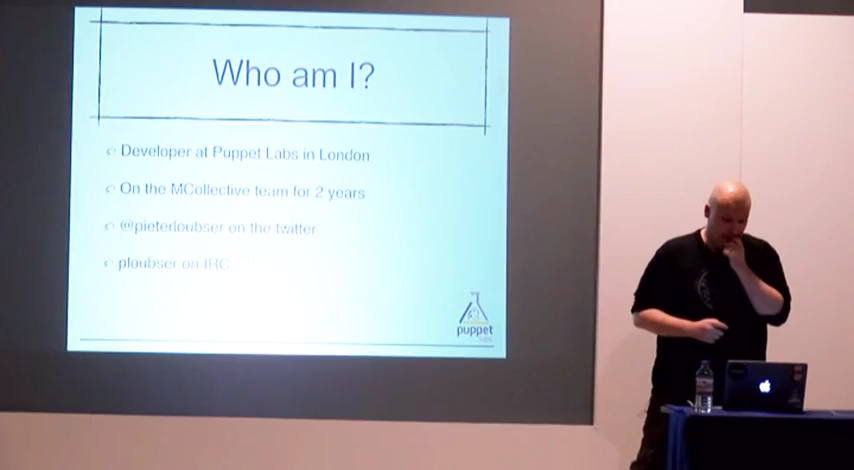 Who am I?
Developer at Puppet Labs in London
On the MCollective team for 2 years
@pieterloubser on the twitter
ploubser on IRC
puppet
labs